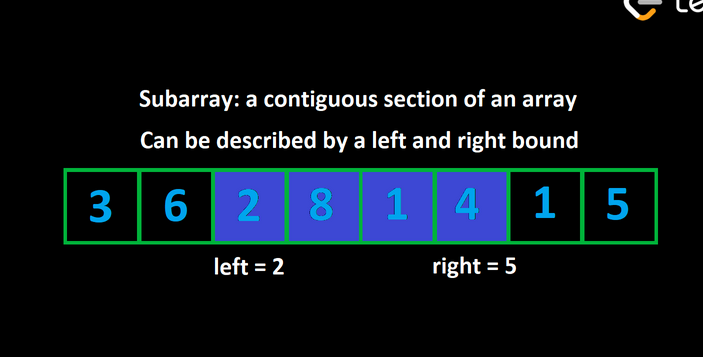 Subarray: a contiguous section of an array
Can be described by a left and right bound
3 6 2 8 1 4 1 5
left = 2 right = 5